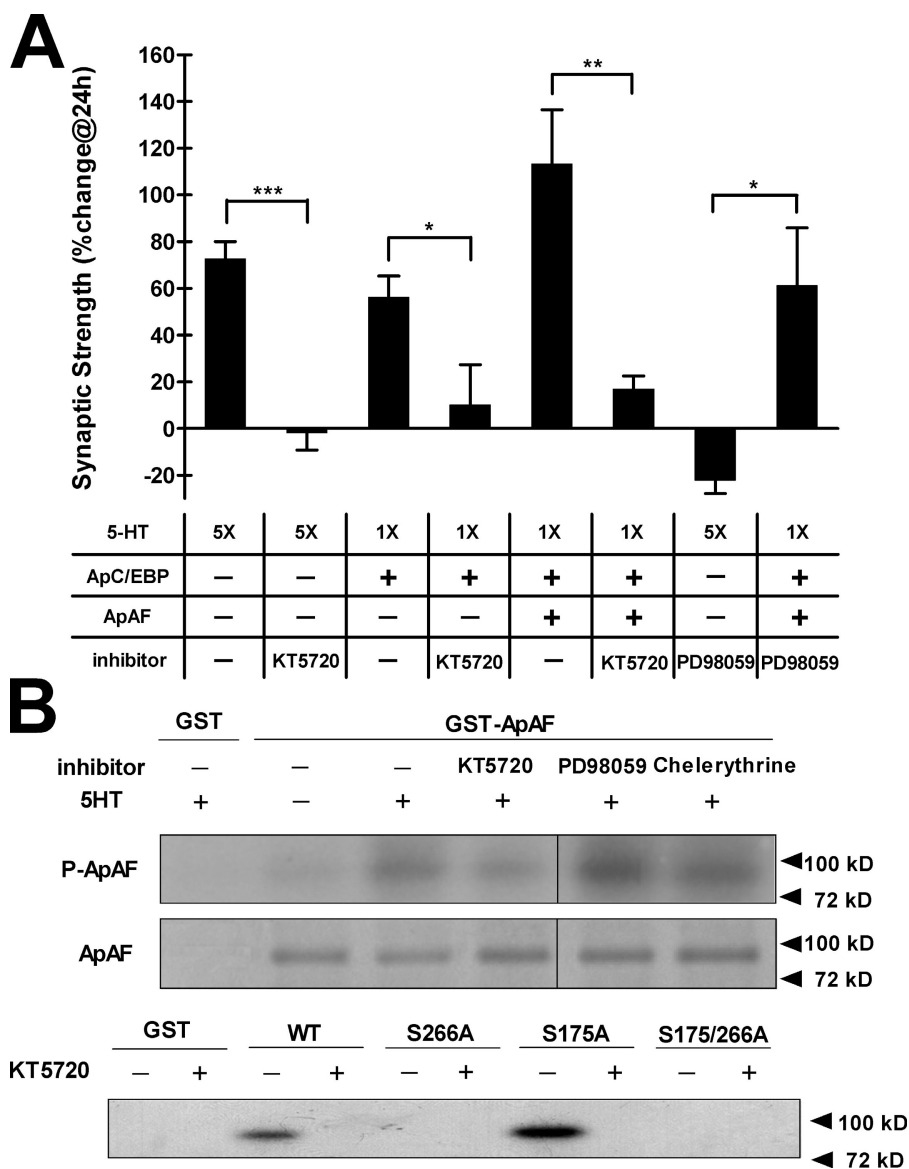 A
Synaptic Strength (%change@24h)
160
140
120
100
80
60
40
20
0
-20
***
*
**
*
5-HT 5X 5X 1X 1X 1X 1X 5X 1X
ApC/EBP – – + + + + – +
ApAF – – – – + + – +
inhibitor – KT5720 – KT5720 – KT5720 PD98059 PD98059
B
GST GST-ApAF
inhibitor – – – KT5720 PD98059 Chelerythrine
5HT + – + + + +
P-ApAF
100 kD
72 kD
ApAF
100 kD
72 kD
GST WT S266A S175A S175/266A
KT5720 – + – + – + – + – +
100 kD
72 kD